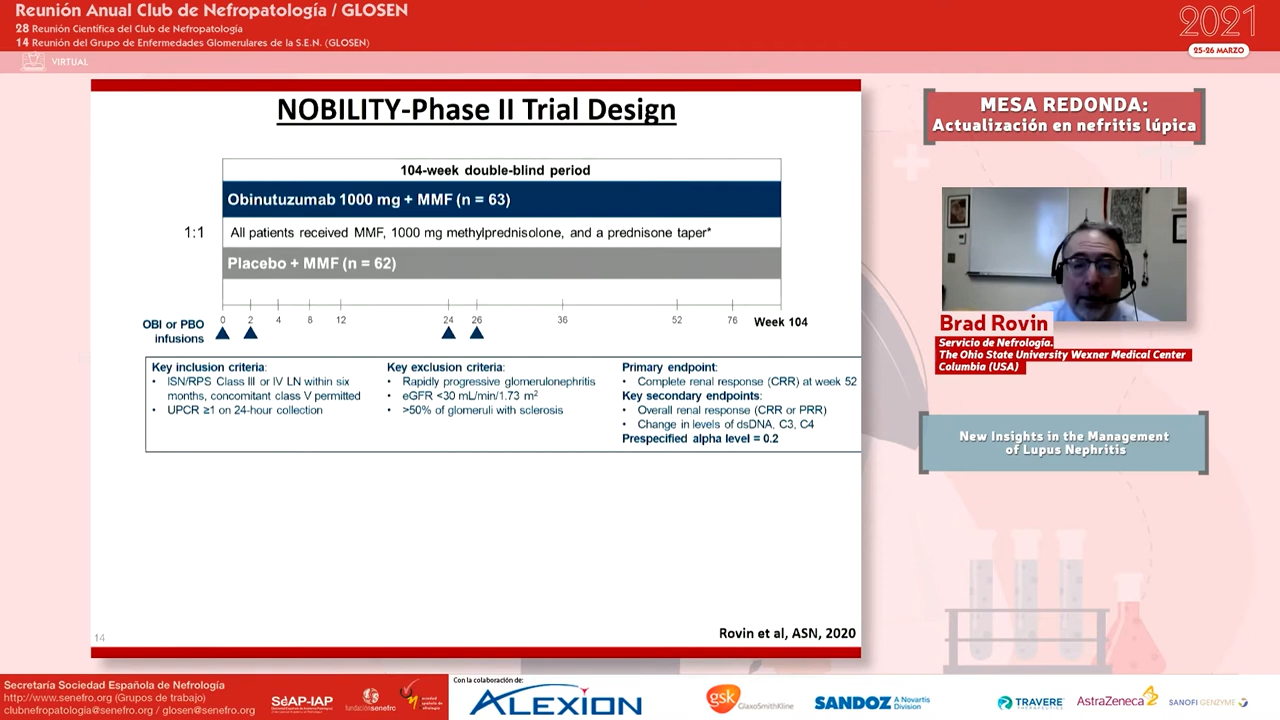 Reunión Anual Club de Nefropatología / GLOSEN
28 Reunión Científica del Club de Nefropatología
14 Reunión del Grupo de Enfermedades Glomerulares de la S.E.N. (GLOSEN)
VIRTUAL
2021
25-26 MARZO
NOBILITY-Phase II Trial Design
104-week double-blind period
Obinutuzumab 1000 mg + MMF (n = 63)
1:1
All patients received MMF, 1000 mg methylprednisolone, and a prednisone taper*
Placebo + MMF (n = 62)
OBI or PBO
infusions
0 2 4 8 12 24 26 36 52 76 Week 104
Key inclusion criteria:
• ISN/RPS Class III or IV LN within six
months, concomitant class V permitted
• UPCR ≥1 on 24-hour collection
Key exclusion criteria:
• Rapidly progressive glomerulonephritis
• eGFR <30 mL/min/1.73 m²
• >50% of glomeruli with sclerosis
Primary endpoint:
• Complete renal response (CRR) at week 52
Key secondary endpoints:
• Overall renal response (CRR or PRR)
• Change in levels of dsDNA, C3, C4
Prespecified alpha level = 0.2
14
Rovin et al, ASN, 2020
MESA REDONDA:
Actualización en nefritis lúpica
Brad Rovin
Servicio de Nefrología.
The Ohio State University Wexner Medical Center
Columbia (USA)
New Insights in the Management
of Lupus Nephritis
Secretaría Sociedad Española de Nefrología
http://www.senefro.org (Grupos de trabajo)
clubnefropatologia@senefro.org / glosen@senefro.org
SEAP-IAP
fundaciónsenefro
Con la colaboración de:
ALEXION
gsk
GlaxoSmithKline
SANDOZ A Novartis
Division
TRAVERE
THERAPEUTICS
AstraZeneca
SANOFI GENZYME